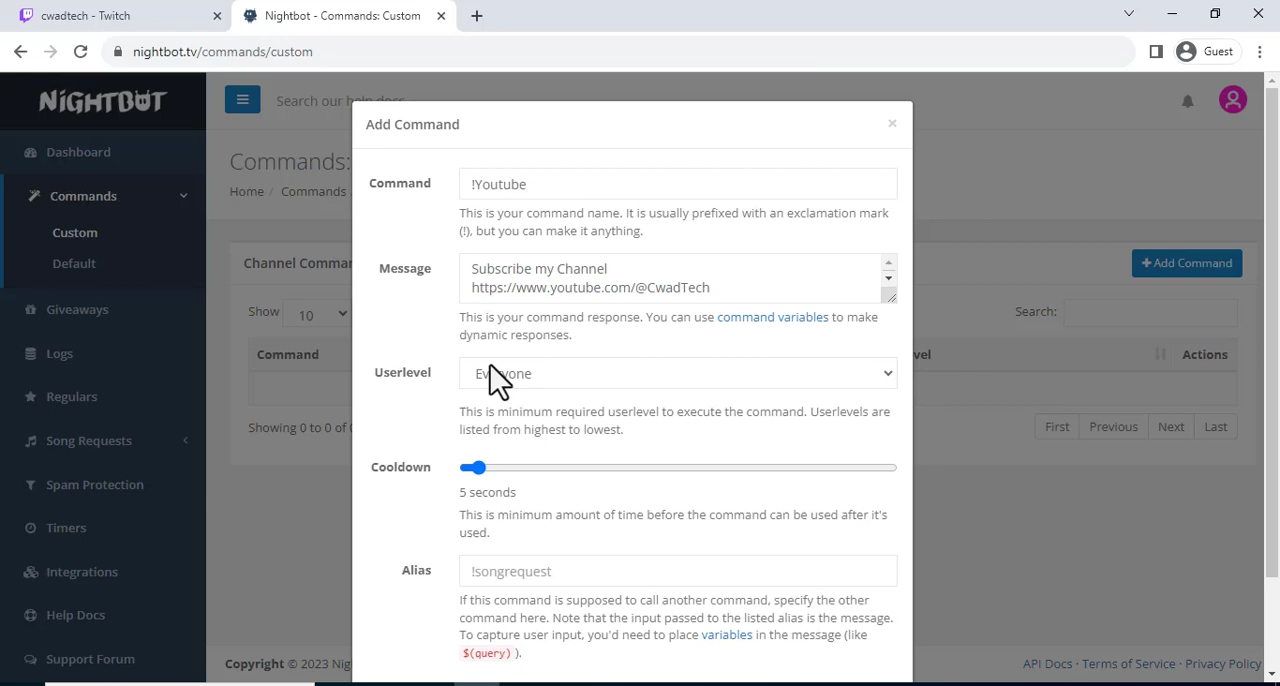 cwadtech - Twitch
Nightbot - Commands: Custom
nightbot.tv/commands/custom
Guest
NiGHTBOT
Search our help docs
Dashboard
Commands
Custom
Default
Giveaways
Logs
Regulars
Song Requests
Spam Protection
Timers
Integrations
Help Docs
Support Forum
Commands:
Home / Commands
Channel Comman
+Add Command
Show 10
Search:
Command
vel
Actions
Showing 0 to 0 of
First Previous Next Last
Copyright © 2023
API Docs · Terms of Service · Privacy Policy
Add Command
×
Command
!Youtube
This is your command name. It is usually prefixed with an exclamation mark
(!), but you can make it anything.
Message
Subscribe my Channel
https://www.youtube.com/@CwadTech
This is your command response. You can use command variables to make
dynamic responses.
Userlevel
Everyone
This is minimum required userlevel to execute the command. Userlevels are
listed from highest to lowest.
Cooldown
5 seconds
This is minimum amount of time before the command can be used after it's
used.
Alias
!songrequest
If this command is supposed to call another command, specify the other
command here. Note that the input passed to the listed alias is the message.
To capture user input, you'd need to place variables in the message (like
$(query) ).